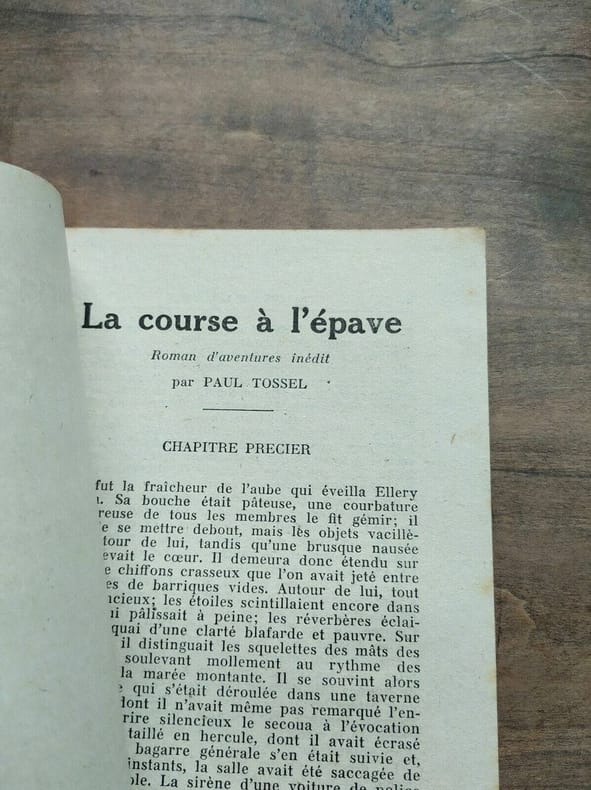 La course à l'épave
Roman d'aventures inédit
par PAUL TOSSEL
CHAPITRE PRECIER
fut la fraîcheur de l'aube qui éveilla Ellery
Sa bouche était pâteuse, une courbature
reuse de tous les membres le fit gémir; il
se mettre debout, mais lès objets vacillè-
tour de lui, tandis qu'une brusque nausée
evait le cœur. Il demeura donc étendu sur
e chiffons crasseux que l'on avait jeté entre
es de barriques vides. Autour de lui, tout
ncieux; les étoiles scintillaient encore dans
i pâlissait à peine; les réverbères éclai-
quai d'une clarté blafarde et pauvre. Sur
il distinguait les squelettes des mâts des
soulevant mollement au rythme des
la marée montante. Il se souvint alors
qui s'était déroulée dans une taverne
dont il n'avait même pas remarqué l'en-
rire silencieux le secoua à l'évocation
taillé en hercule, dont il avait écrasé
bagarre générale s'en était suivie et,
instants, la salle avait été saccagée de
ble. La sirène d'une voiture de police